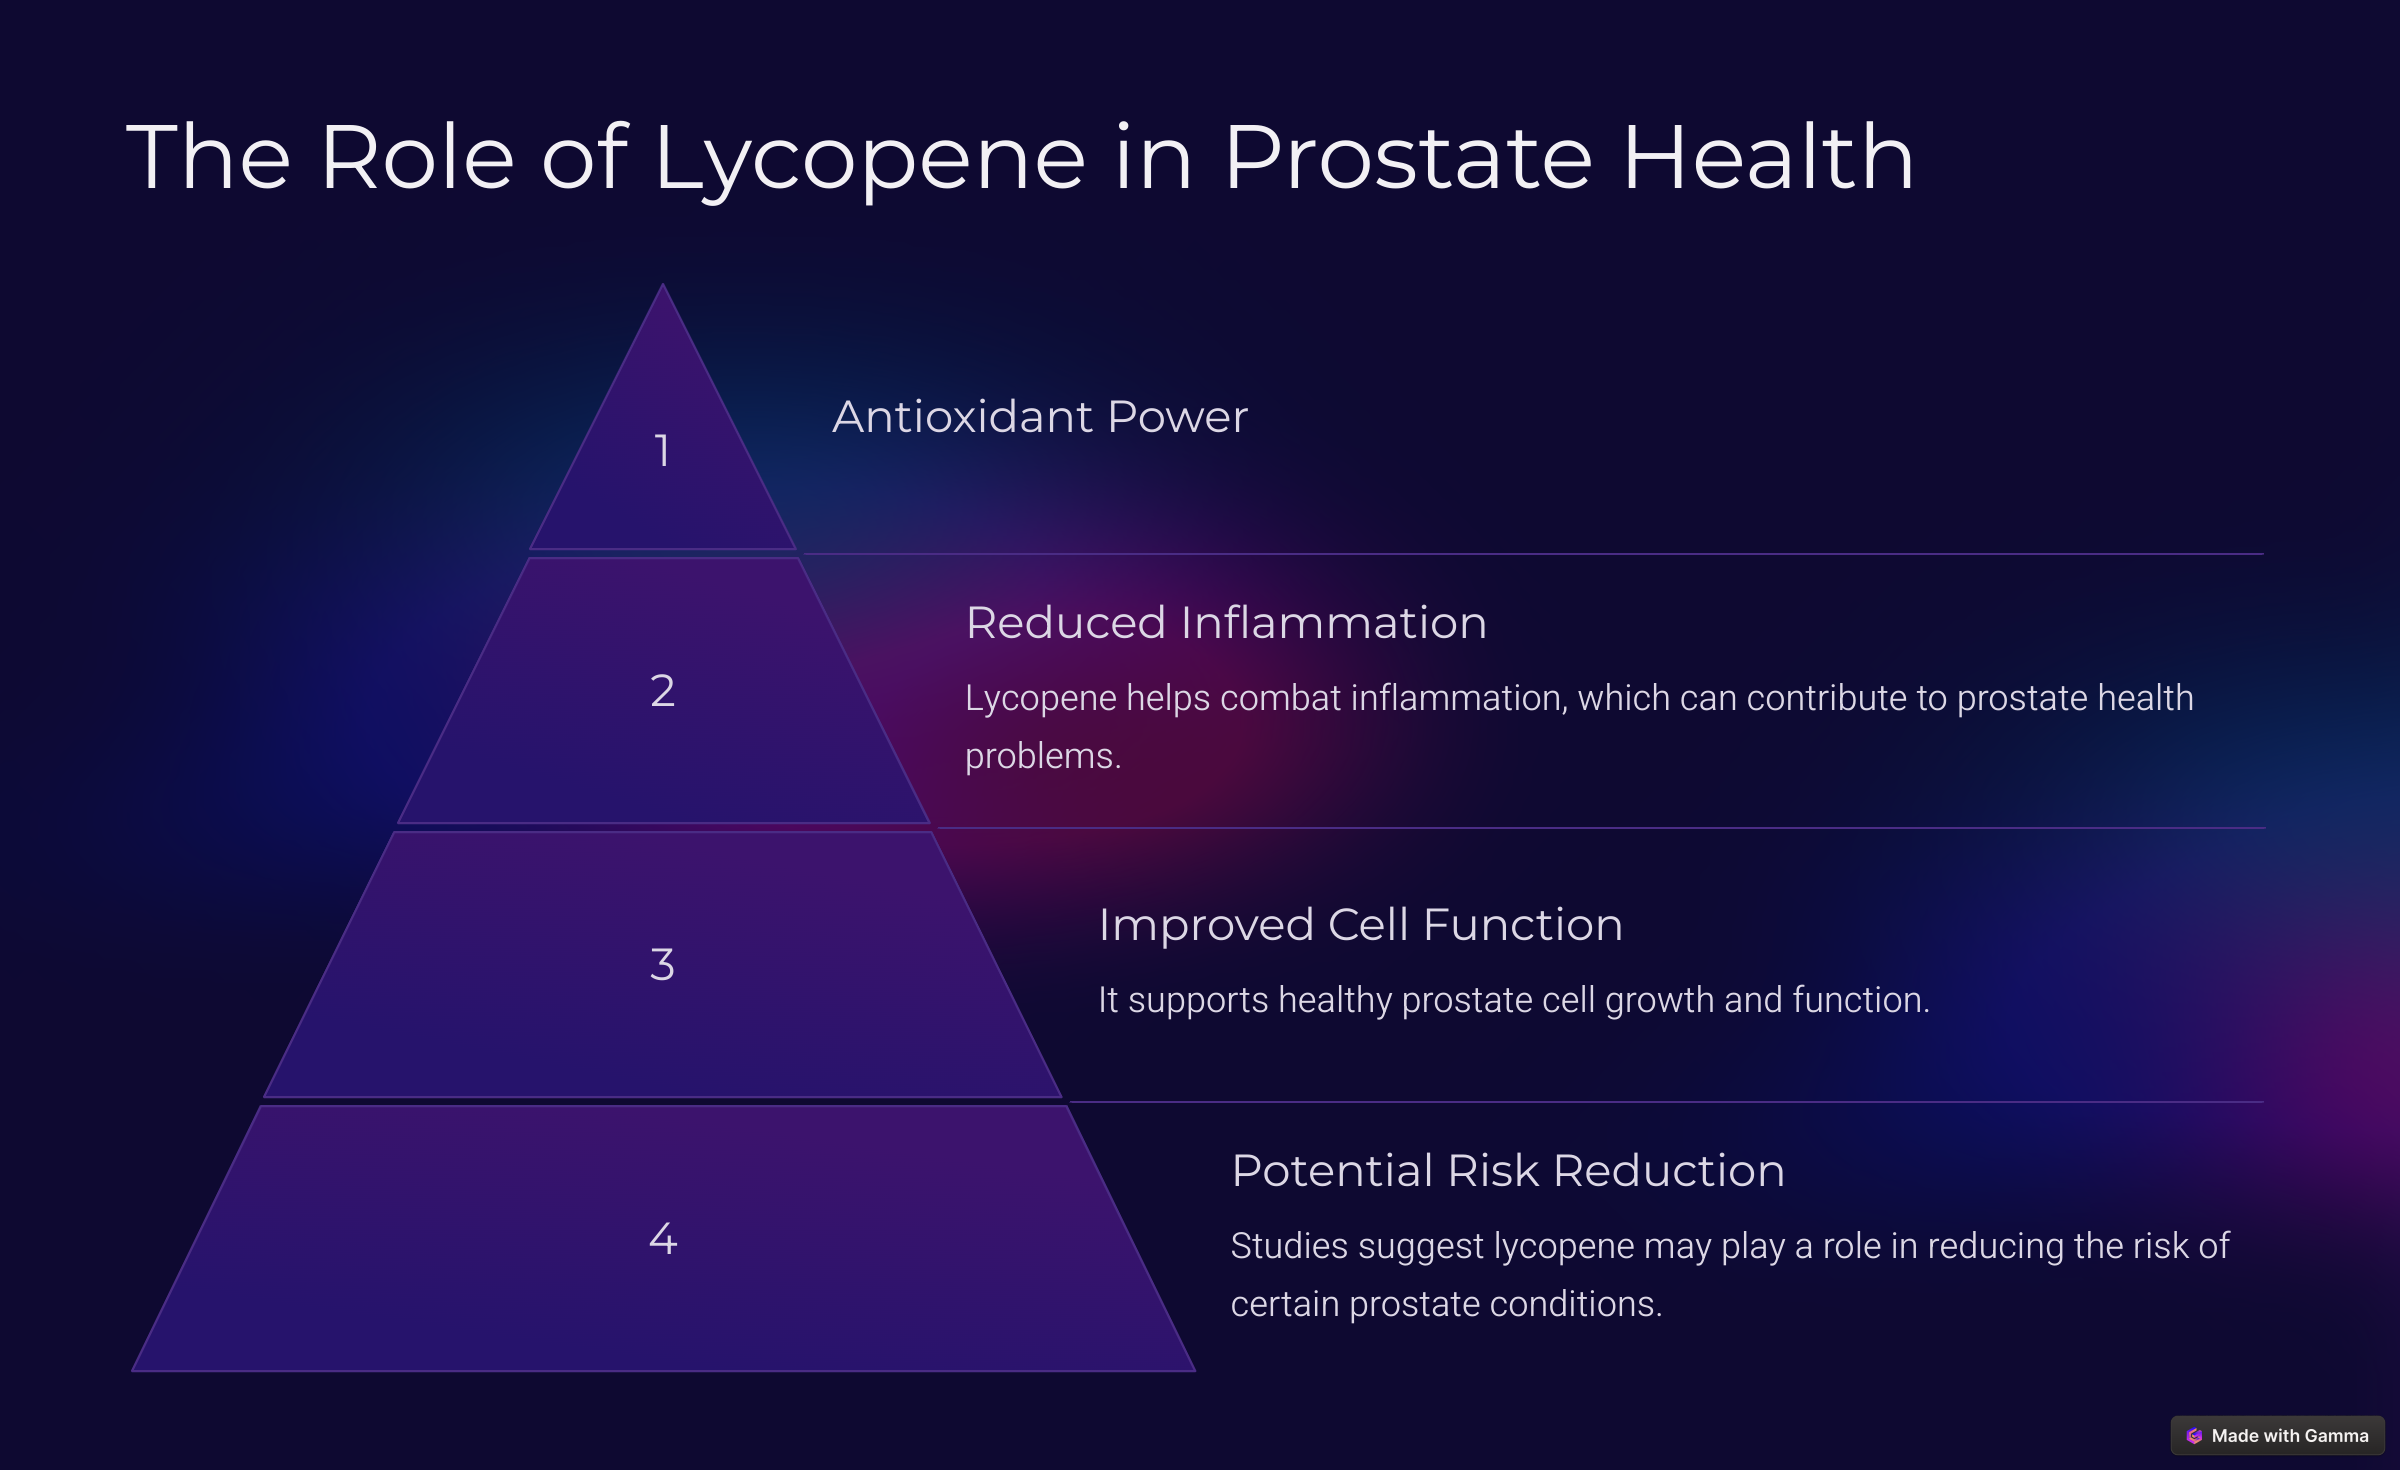 The Role of Lycopene in Prostate Health
1
Antioxidant Power
2
Reduced Inflammation
Lycopene helps combat inflammation, which can contribute to prostate health
problems.
3
Improved Cell Function
It supports healthy prostate cell growth and function.
4
Potential Risk Reduction
Studies suggest lycopene may play a role in reducing the risk of
certain prostate conditions.
Made with Gamma